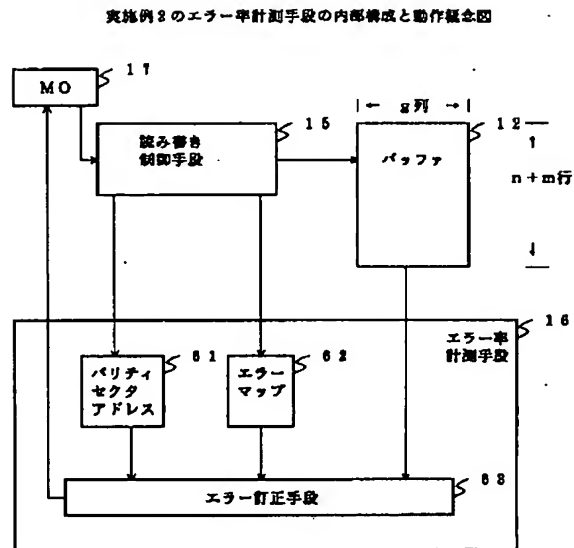 実施例2のエラー率計測手段の内部構成と動作概念図
17
MO
g列
15
12
読み書き
制御手段
バッファ
n+m行
16
エラー率
計測手段
61
62
パリティ
セクタ
アドレス
エラー
マップ
63
エラー訂正手段